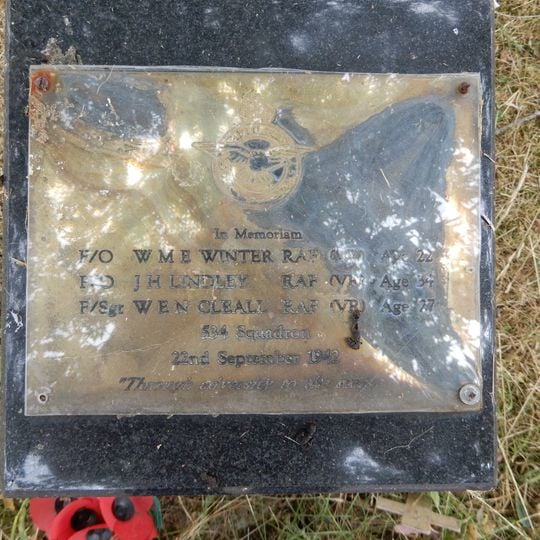 In Memoriam
F/O W M E WINTER RAF (VR) Age 22
F/O J H LINDLEY RAF (VR) Age 34
F/Sgt W E N CLEALL RAF (VR) Age 27
534 Squadron
22nd September 1942
"Through adversity to the